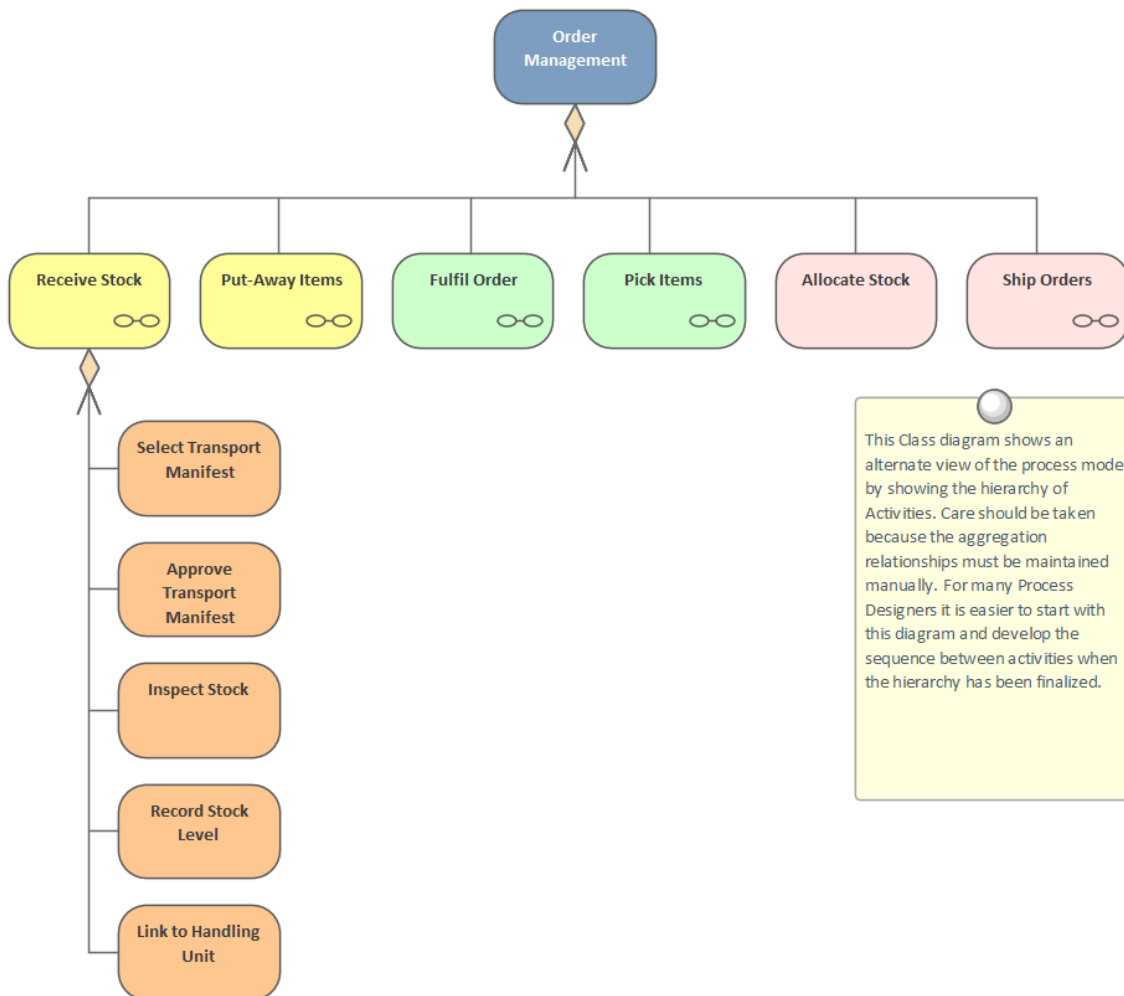 Order
Management
Receive Stock
Put-Away Items
Fulfil Order
Pick Items
Allocate Stock
Ship Orders
Select Transport
Manifest
Approve
Transport
Manifest
Inspect Stock
Record Stock
Level
Link to Handling
Unit
This Class diagram shows an
alternate view of the process mode
by showing the hierarchy of
Activities. Care should be taken
because the aggregation
relationships must be maintained
manually. For many Process
Designers it is easier to start with
this diagram and develop the
sequence between activities when
the hierarchy has been finalized.